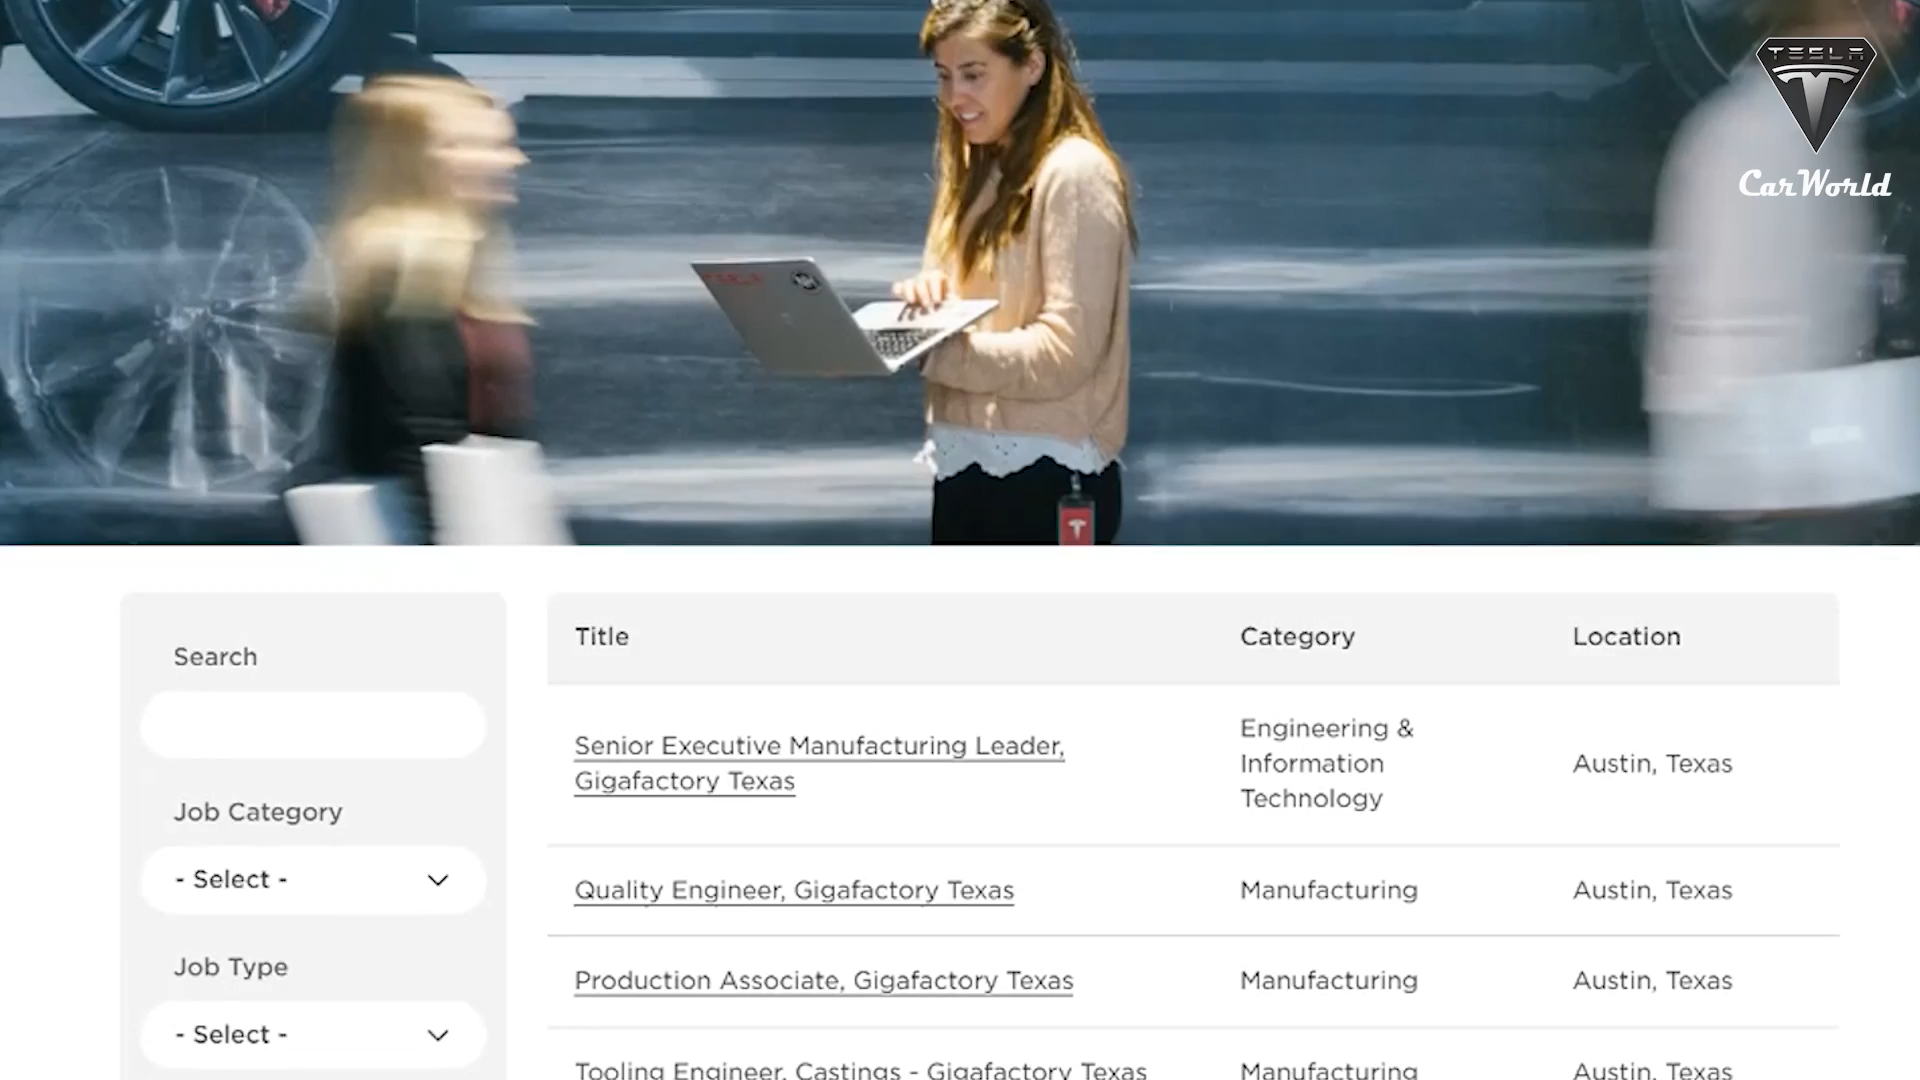 TESLA
CarWorld
TESLA
Search
Job Category
- Select -
Job Type
- Select -
Title Category Location
Senior Executive Manufacturing Leader,
Gigafactory Texas
Engineering &
Information
Technology
Austin, Texas
Quality Engineer, Gigafactory Texas Manufacturing Austin, Texas
Production Associate, Gigafactory Texas Manufacturing Austin, Texas
Tooling Engineer, Castings - Gigafactory Texas Manufacturing Austin, Texas